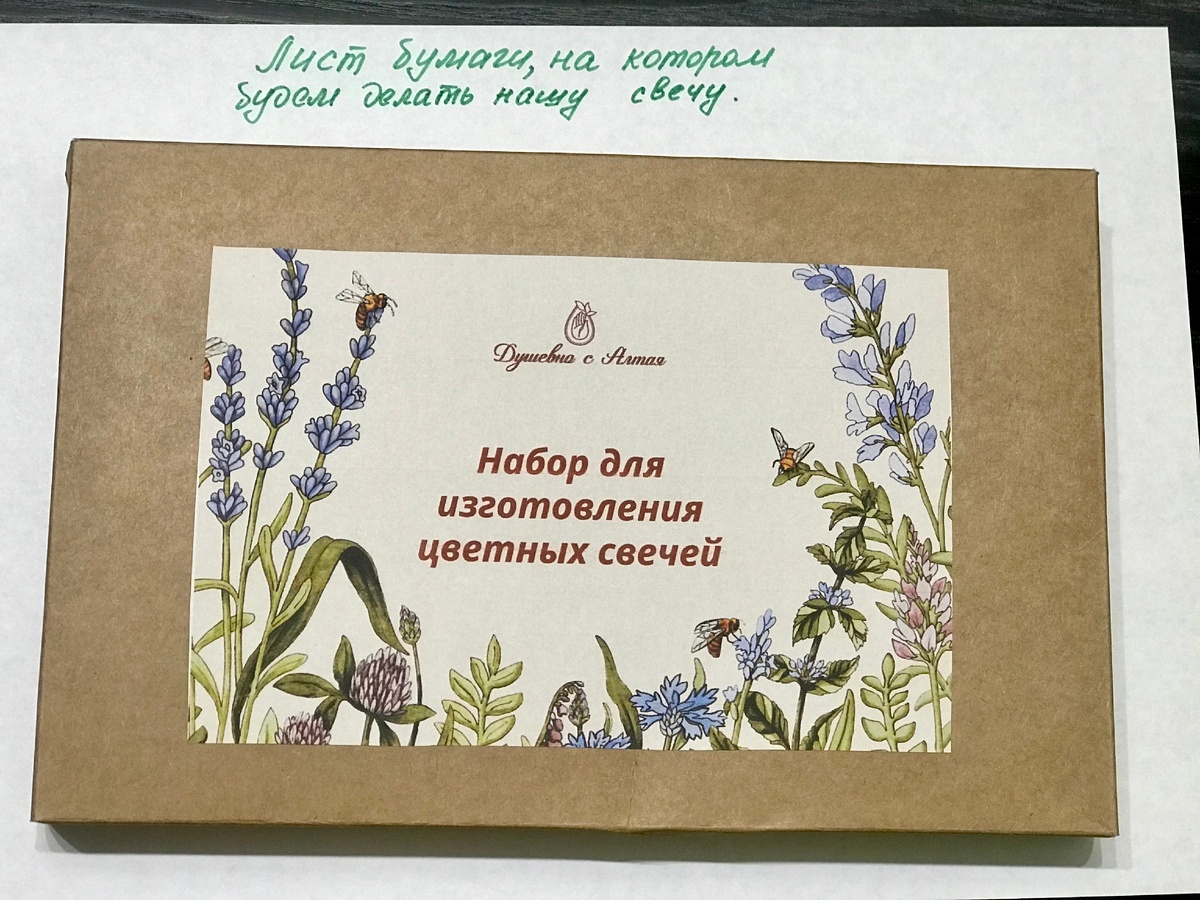 Лист бумаги, на котором
будем делать нашу свечу.
Душевно с Алтая
Набор для
изготовления
цветных свечей